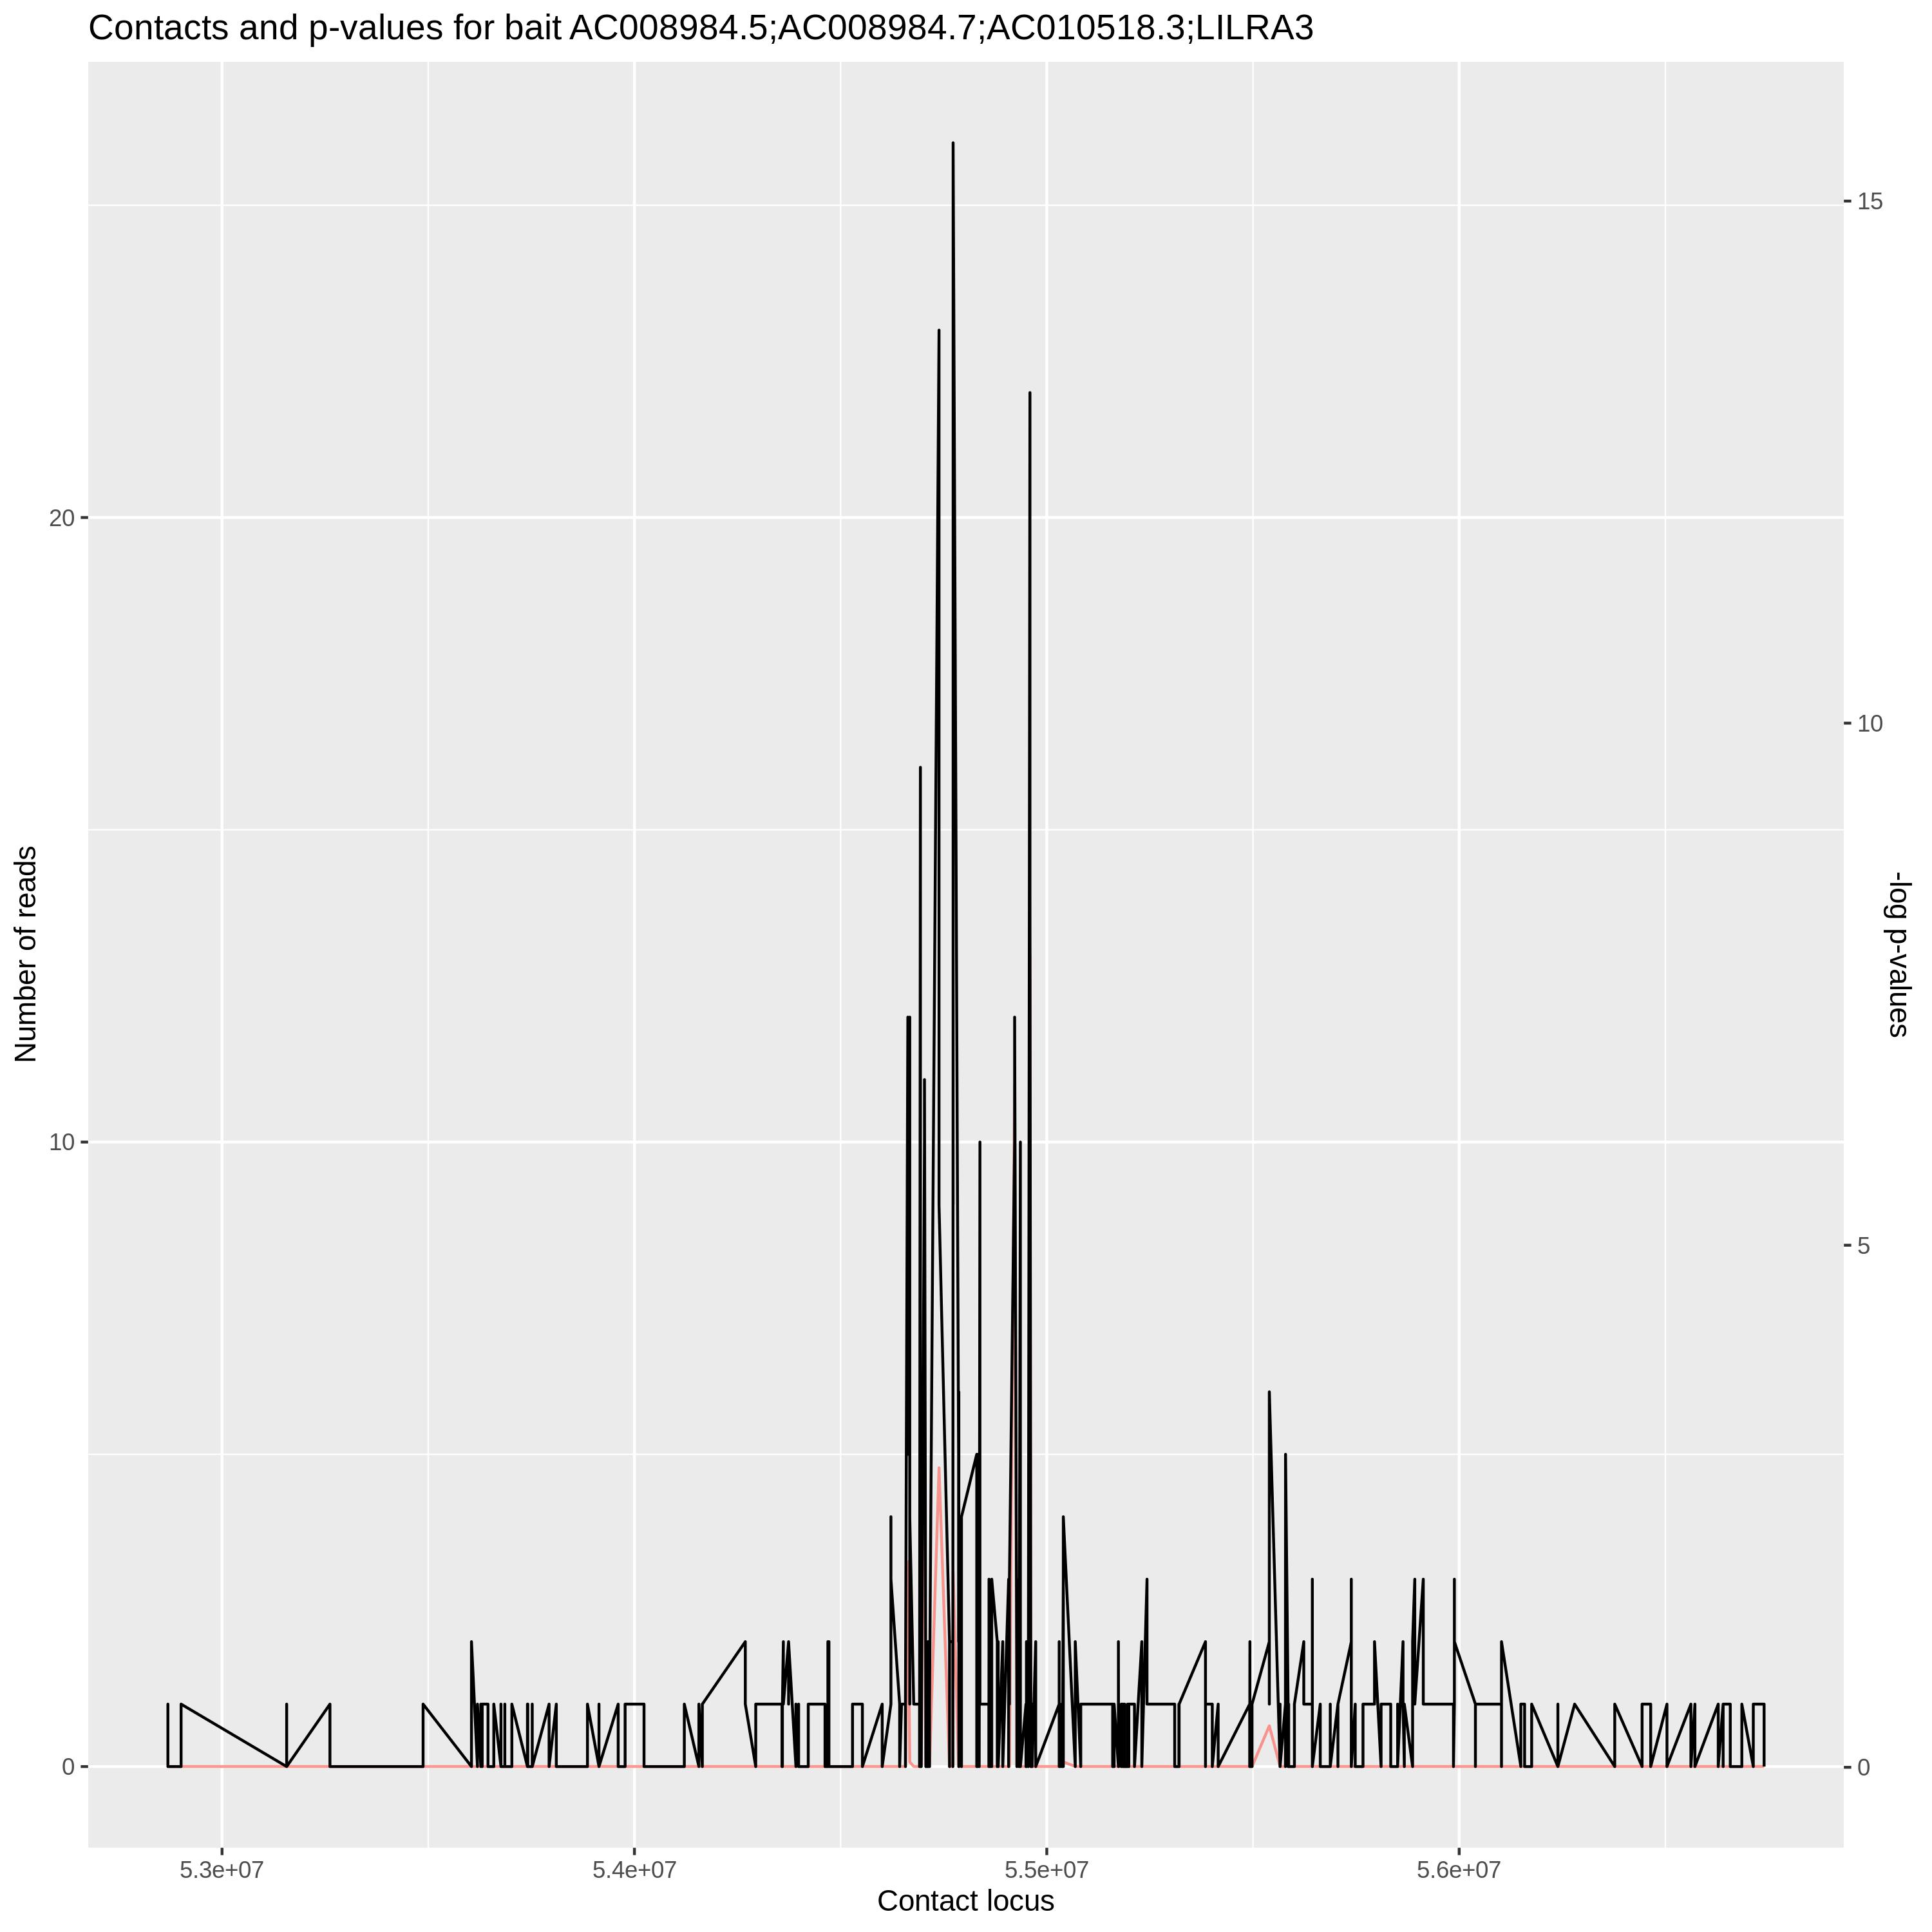 Contacts and p-values for bait AC008984.5;AC008984.7;AC010518.3;LILRA3
Number of reads
20
10
0
15
10
5
0
-log p-values
5.3e+07
5.4e+07
5.5e+07
5.6e+07
Contact locus